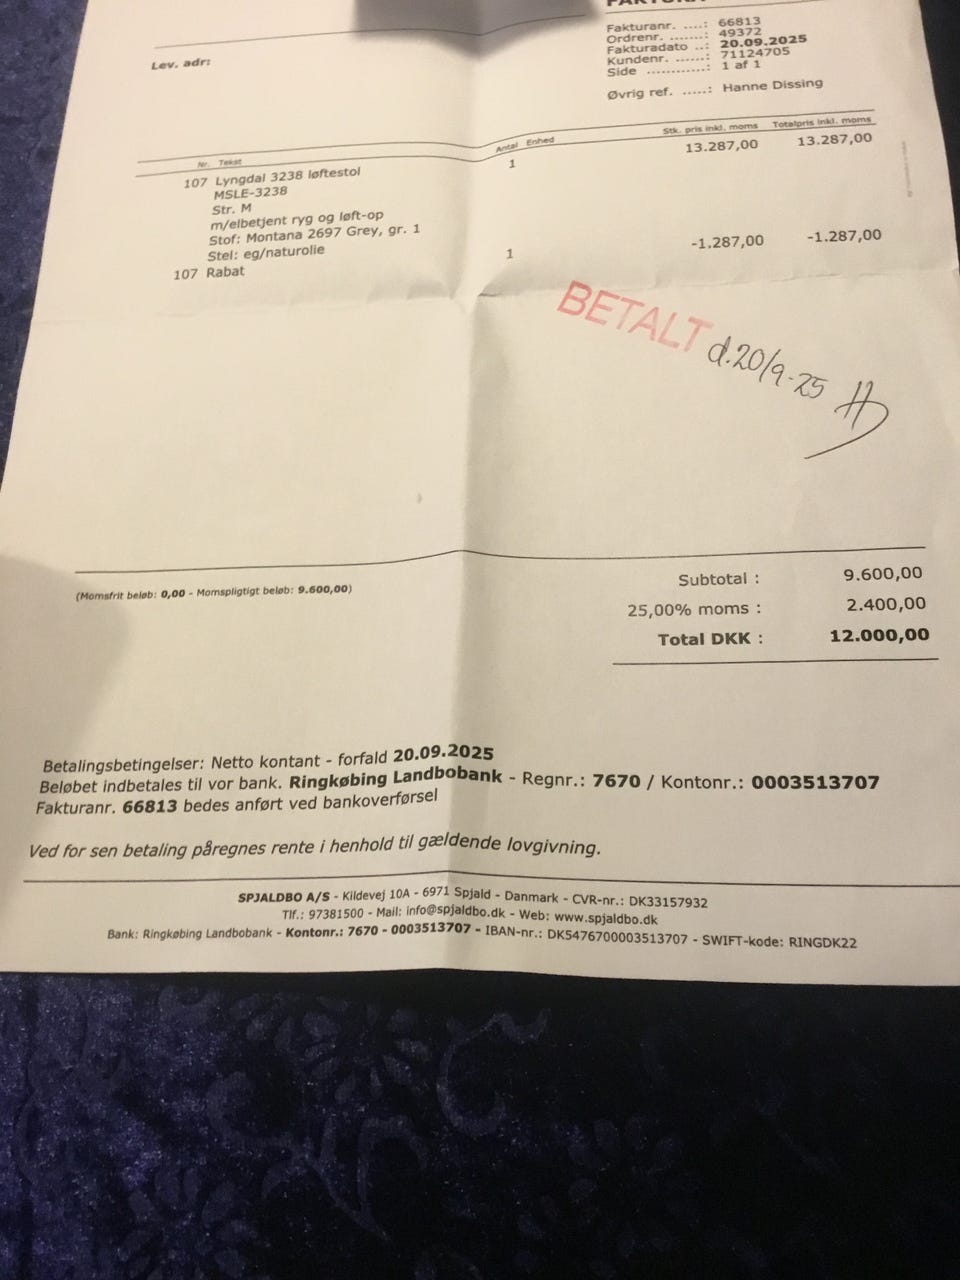 Fakturanr. ....: 66813
Ordrenr. .......: 49372
Fakturadato ..: 20.09.2025
Kundenr. ......: 71124705
Side ............: 1 af 1
Lev. adr:
Øvrig ref. .....: Hanne Dissing
Nr. Tekst Antal Enhed Stk. pris inkl. moms Totalpris inkl. moms
107 Lyngdal 3238 løftestol 1 13.287,00 13.287,00
MSLE-3238
Str. M
m/elbetjent ryg og løft-op
Stof: Montana 2697 Grey, gr. 1
Stel: eg/naturolie
107 Rabat 1 -1.287,00 -1.287,00
BETALT d.20/9-25
(Momsfrit beløb: 0,00 - Momspligtigt beløb: 9.600,00)
Subtotal : 9.600,00
25,00% moms : 2.400,00
Total DKK : 12.000,00
Betalingsbetingelser: Netto kontant - forfald 20.09.2025
Beløbet indbetales til vor bank. Ringkøbing Landbobank - Regnr.: 7670 / Kontonr.: 0003513707
Fakturanr. 66813 bedes anført ved bankoverførsel
Ved for sen betaling påregnes rente i henhold til gældende lovgivning.
SPJALDBO A/S - Kildevej 10A - 6971 Spjald - Danmark - CVR-nr.: DK33157932
Tlf.: 97381500 - Mail: info@spjaldbo.dk - Web: www.spjaldbo.dk
Bank: Ringkøbing Landbobank - Kontonr.: 7670 - 0003513707 - IBAN-nr.: DK5476700003513707 - SWIFT-kode: RINGDK22